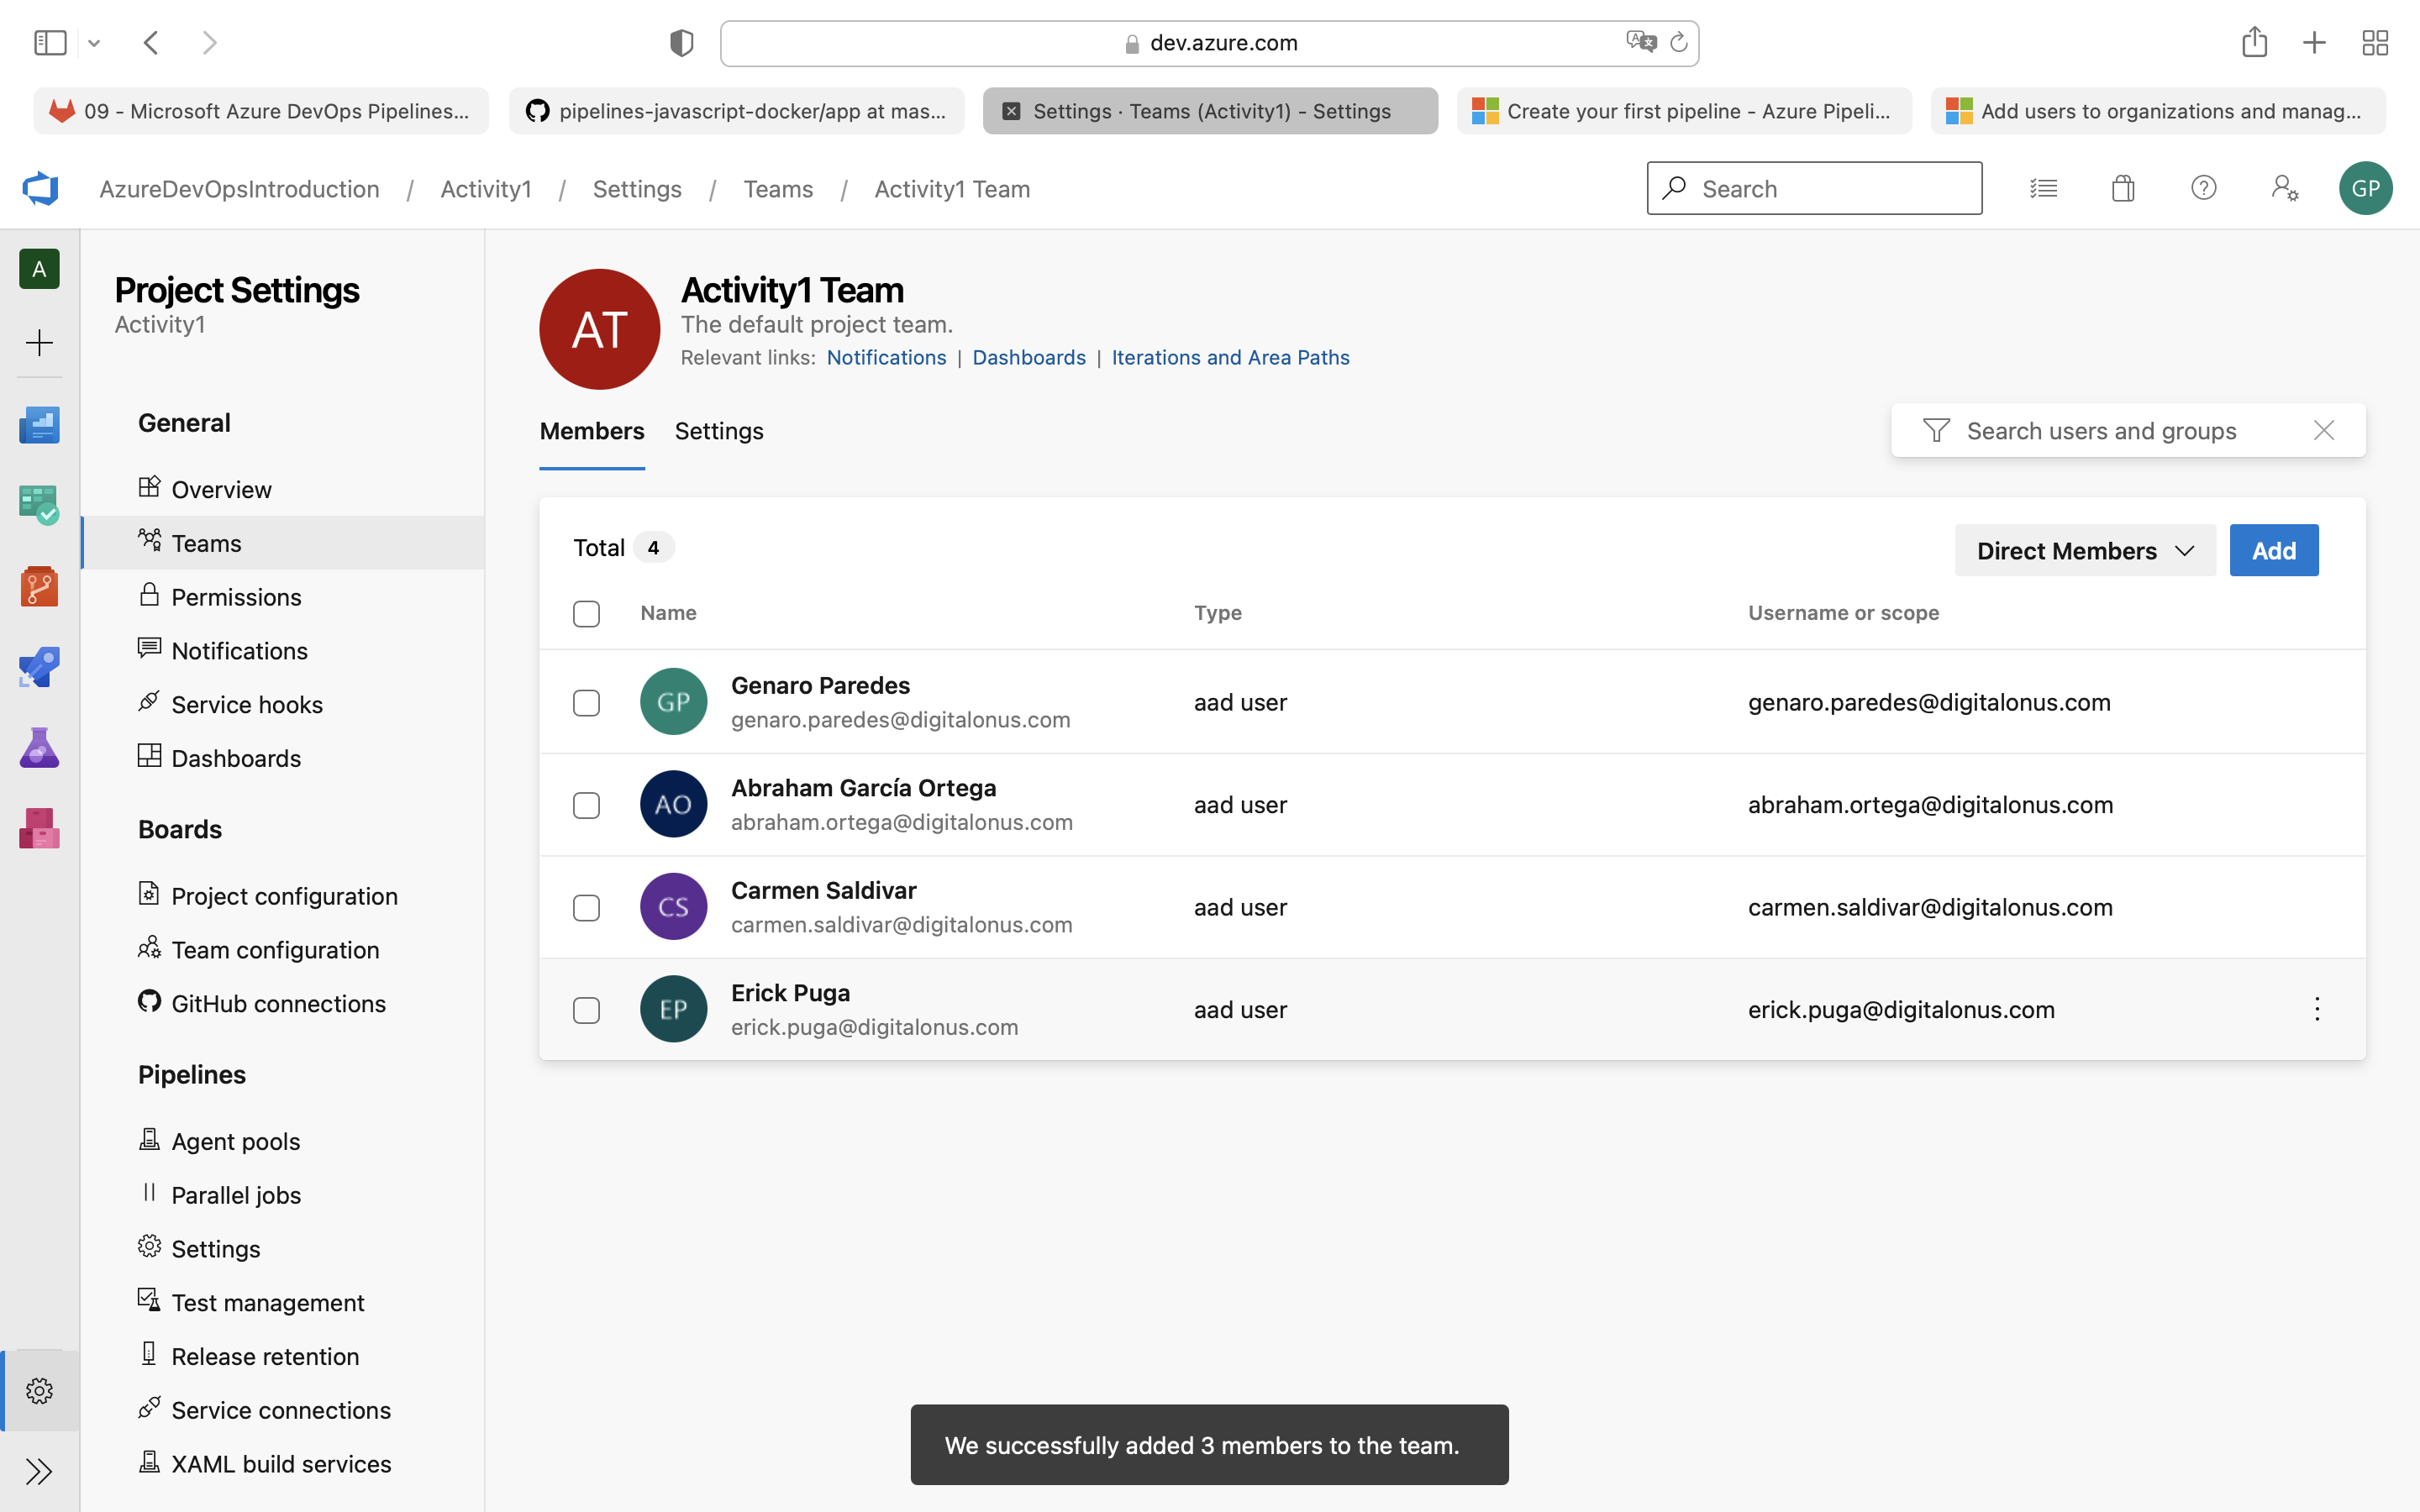 dev.azure.com
09 - Microsoft Azure DevOps Pipelines...
pipelines-javascript-docker/app at mas...
Settings · Teams (Activity1) - Settings
Create your first pipeline - Azure Pipeli...
Add users to organizations and manag...
AzureDevOpsIntroduction / Activity1 / Settings / Teams / Activity1 Team
Search
GP
A
Project Settings
Activity1
General
Overview
Teams
Permissions
Notifications
Service hooks
Dashboards
Boards
Project configuration
Team configuration
GitHub connections
Pipelines
Agent pools
Parallel jobs
Settings
Test management
Release retention
Service connections
XAML build services
AT
Activity1 Team
The default project team.
Relevant links: Notifications | Dashboards | Iterations and Area Paths
Members Settings
Search users and groups
Total 4
Direct Members
Add
Name Type Username or scope
GP
Genaro Paredes
genaro.paredes@digitalonus.com
aad user
genaro.paredes@digitalonus.com
AO
Abraham García Ortega
abraham.ortega@digitalonus.com
aad user
abraham.ortega@digitalonus.com
CS
Carmen Saldivar
carmen.saldivar@digitalonus.com
aad user
carmen.saldivar@digitalonus.com
EP
Erick Puga
erick.puga@digitalonus.com
aad user
erick.puga@digitalonus.com
We successfully added 3 members to the team.